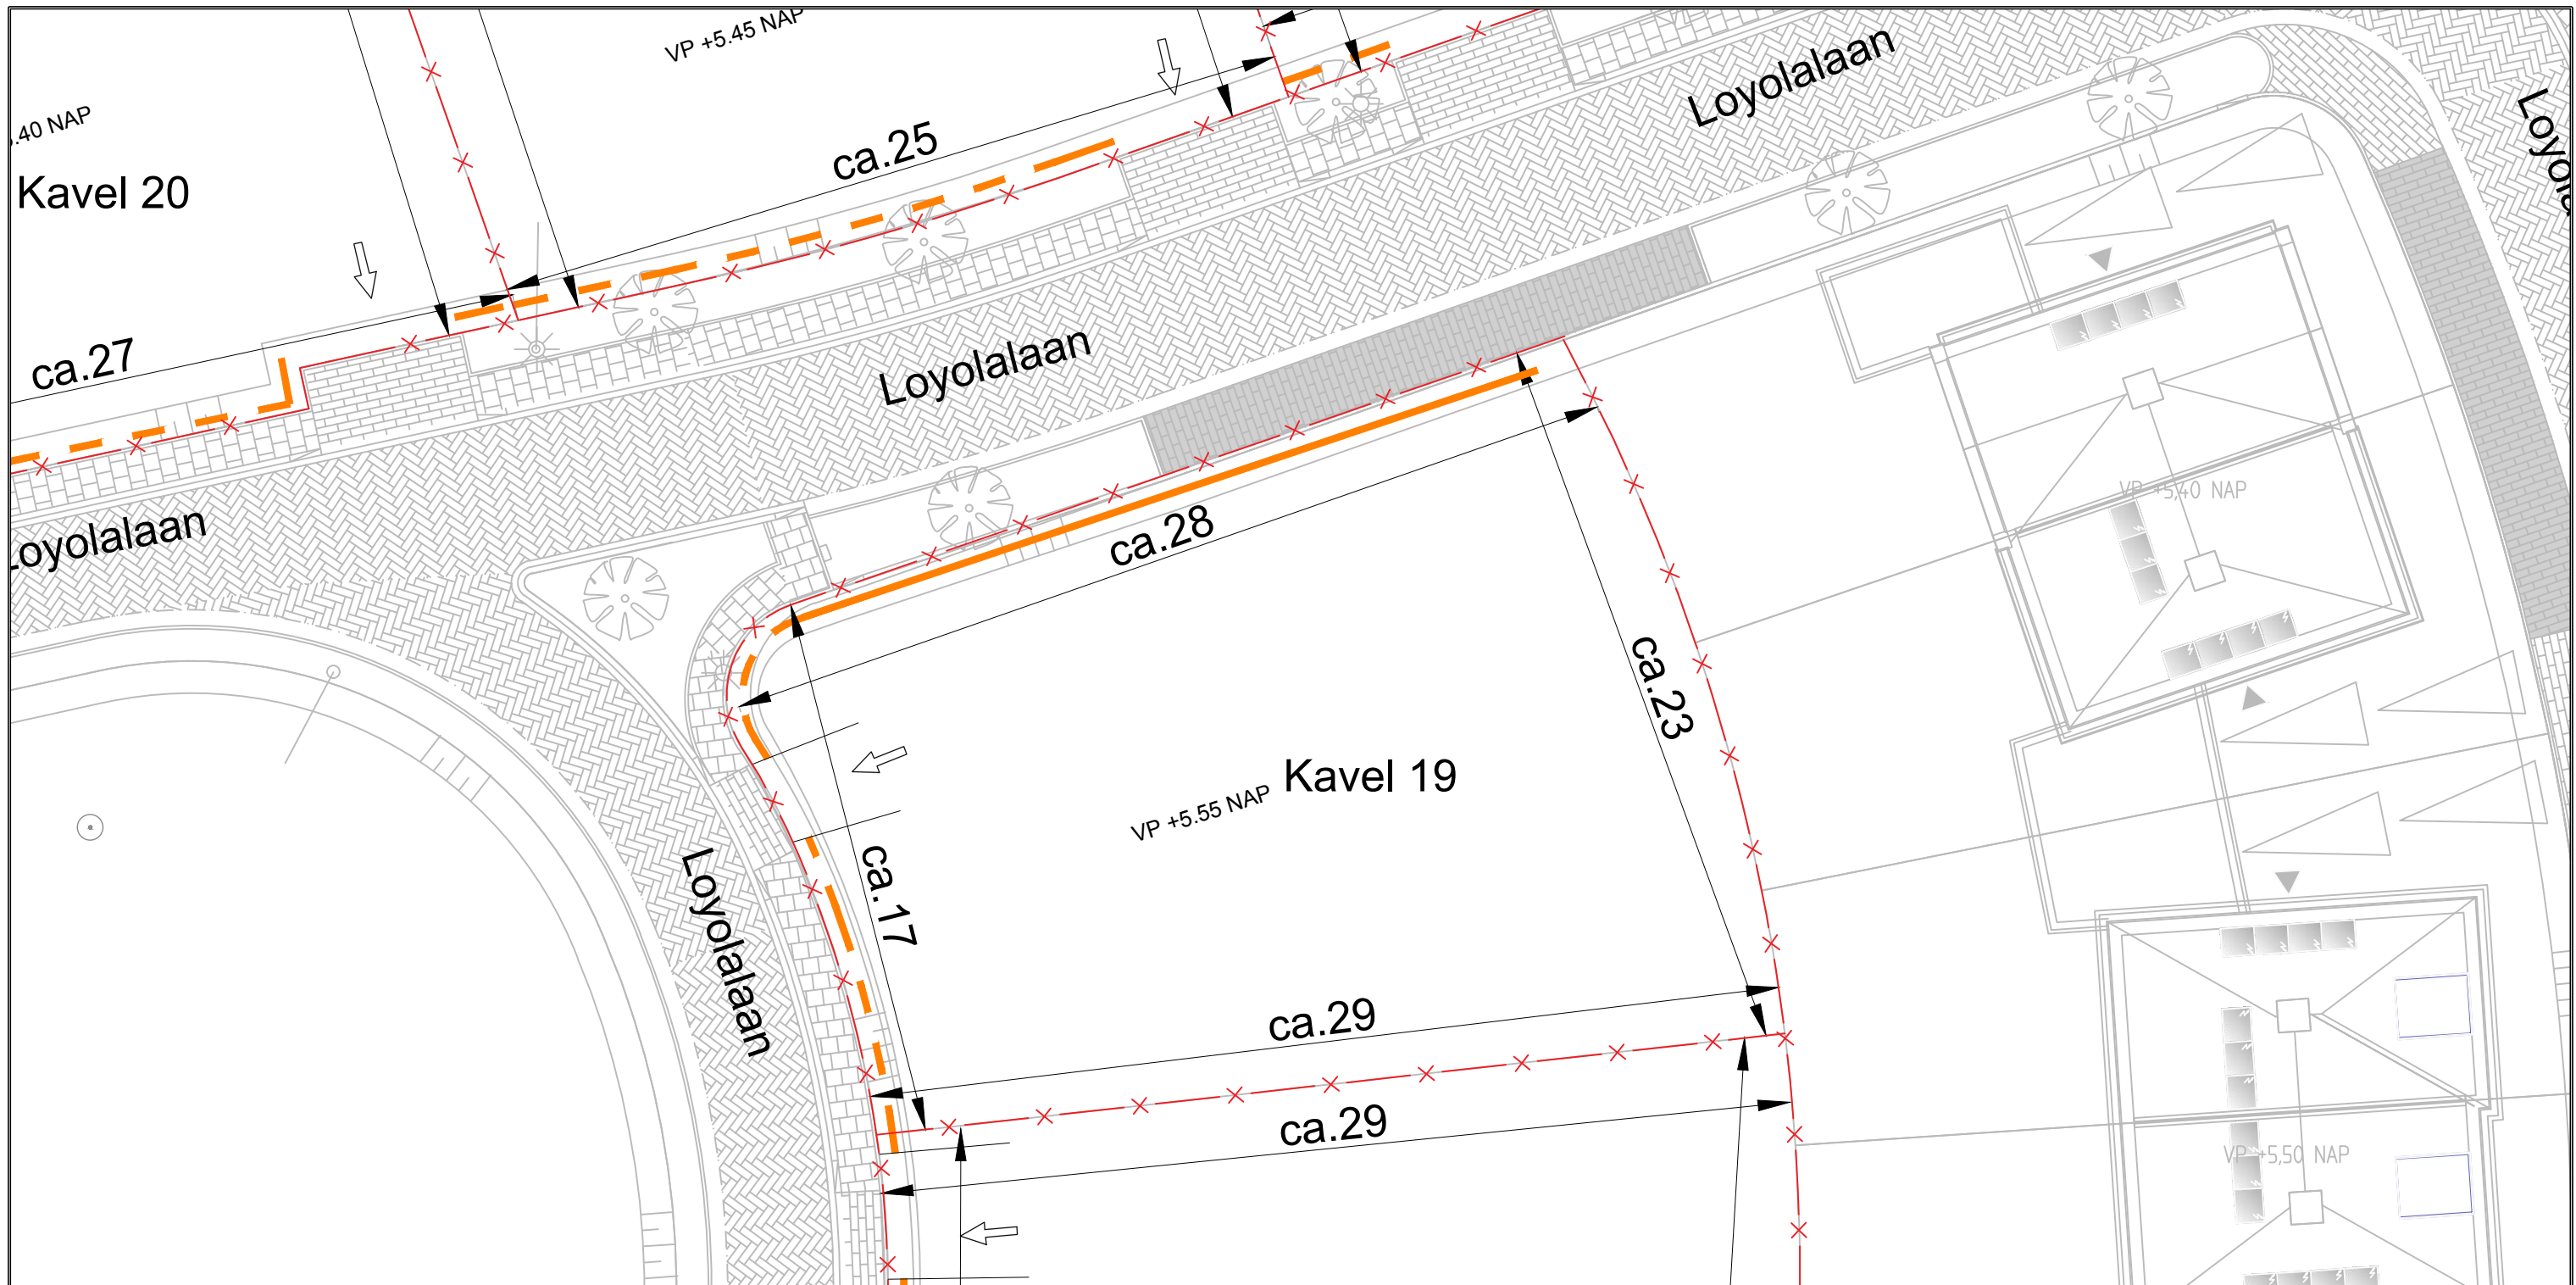 VP +5.45 NAP
.40 NAP
Kavel 20
ca.25
Loyolalaan
ca.27
Loyolalaan
oyolalaan
ca.28
VP +5,40 NAP
ca.23
Kavel 19
VP +5.55 NAP
ca.17
Loyolalaan
ca.29
ca.29
VP +5,50 NAP